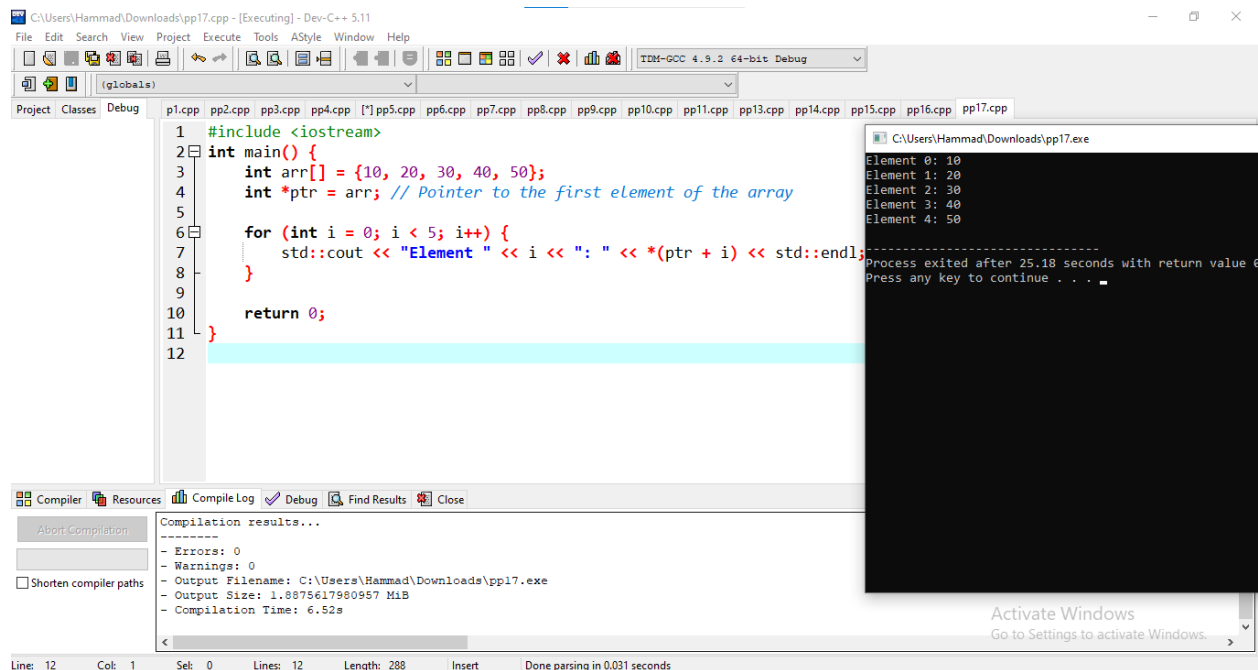 C:\Users\Hammad\Downloads\pp17.cpp - [Executing] - Dev-C++ 5.11
File Edit Search View Project Execute Tools AStyle Window Help
TDM-GCC 4.9.2 64-bit Debug
(globals)
Project Classes Debug
p1.cpp pp2.cpp pp3.cpp pp4.cpp [*] pp5.cpp pp6.cpp pp7.cpp pp8.cpp pp9.cpp pp10.cpp pp11.cpp pp13.cpp pp14.cpp pp15.cpp pp16.cpp pp17.cpp
1 #include <iostream>
2 int main() {
3 int arr[] = {10, 20, 30, 40, 50};
4 int *ptr = arr; // Pointer to the first element of the array
5
6 for (int i = 0; i < 5; i++) {
7 std::cout << "Element " << i << ": " << *(ptr + i) << std::endl;
8 }
9
10 return 0;
11 }
12
C:\Users\Hammad\Downloads\pp17.exe
Element 0: 10
Element 1: 20
Element 2: 30
Element 3: 40
Element 4: 50
--------------------------------
Process exited after 25.18 seconds with return value 0
Press any key to continue . . .
Compiler Resources Compile Log Debug Find Results Close
Abort Compilation
Shorten compiler paths
Compilation results...
--------
- Errors: 0
- Warnings: 0
- Output Filename: C:\Users\Hammad\Downloads\pp17.exe
- Output Size: 1.8875617980957 MiB
- Compilation Time: 6.52s
Activate Windows
Go to Settings to activate Windows.
Line: 12 Col: 1 Sel: 0 Lines: 12 Length: 288 Insert Done parsing in 0.031 seconds